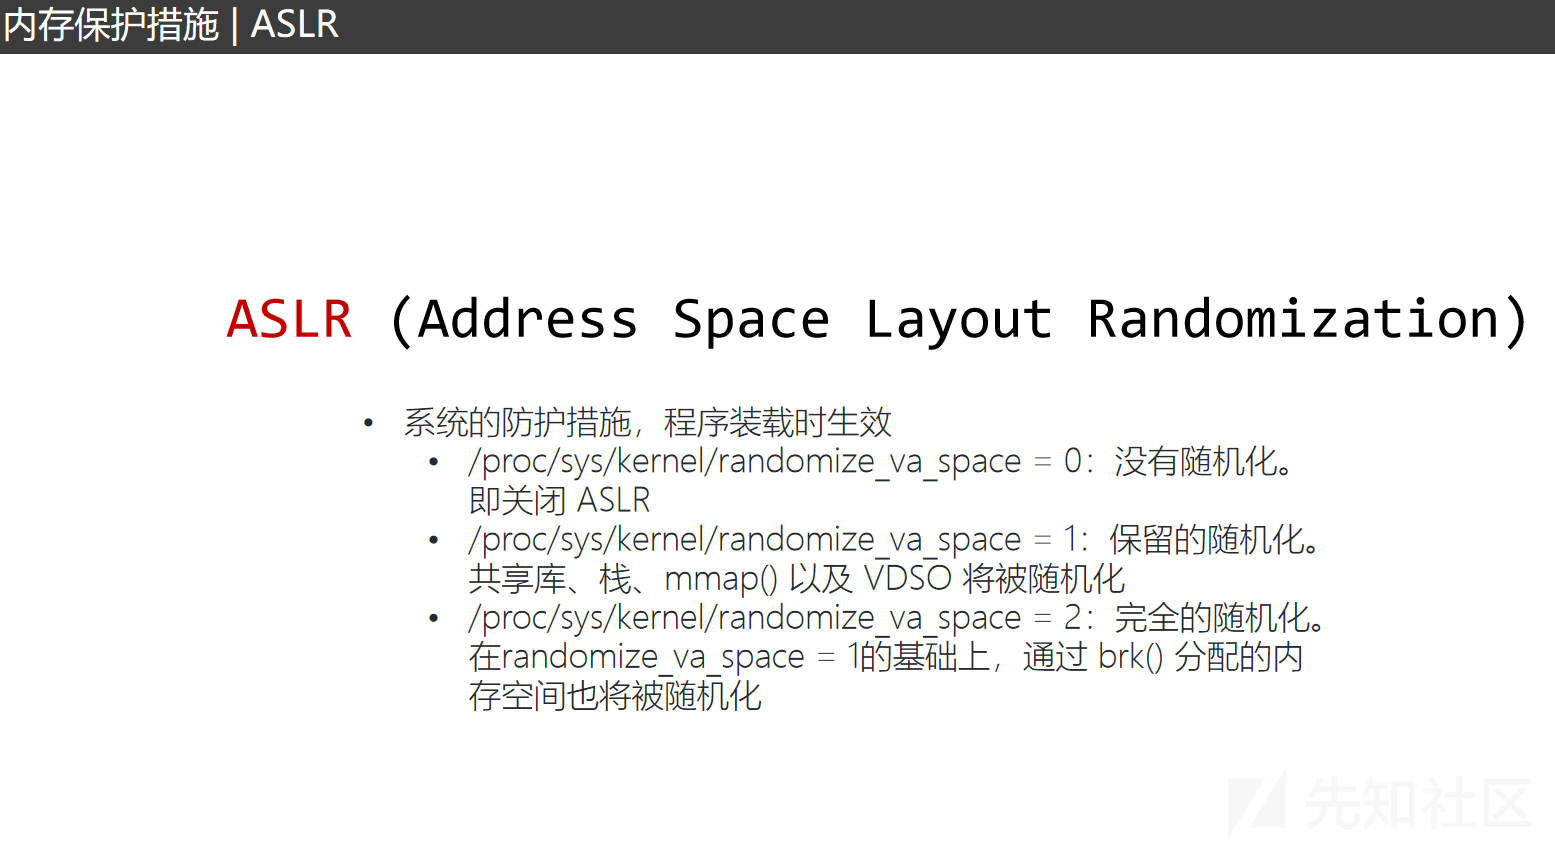 内存保护措施 | ASLR
ASLR (Address Space Layout Randomization)
• 系统的防护措施，程序装载时生效
• /proc/sys/kernel/randomize_va_space = 0：没有随机化。
即关闭 ASLR
• /proc/sys/kernel/randomize_va_space = 1：保留的随机化。
共享库、栈、mmap() 以及 VDSO 将被随机化
• /proc/sys/kernel/randomize_va_space = 2：完全的随机化。
在randomize_va_space = 1的基础上，通过 brk() 分配的内
存空间也将被随机化
先知社区